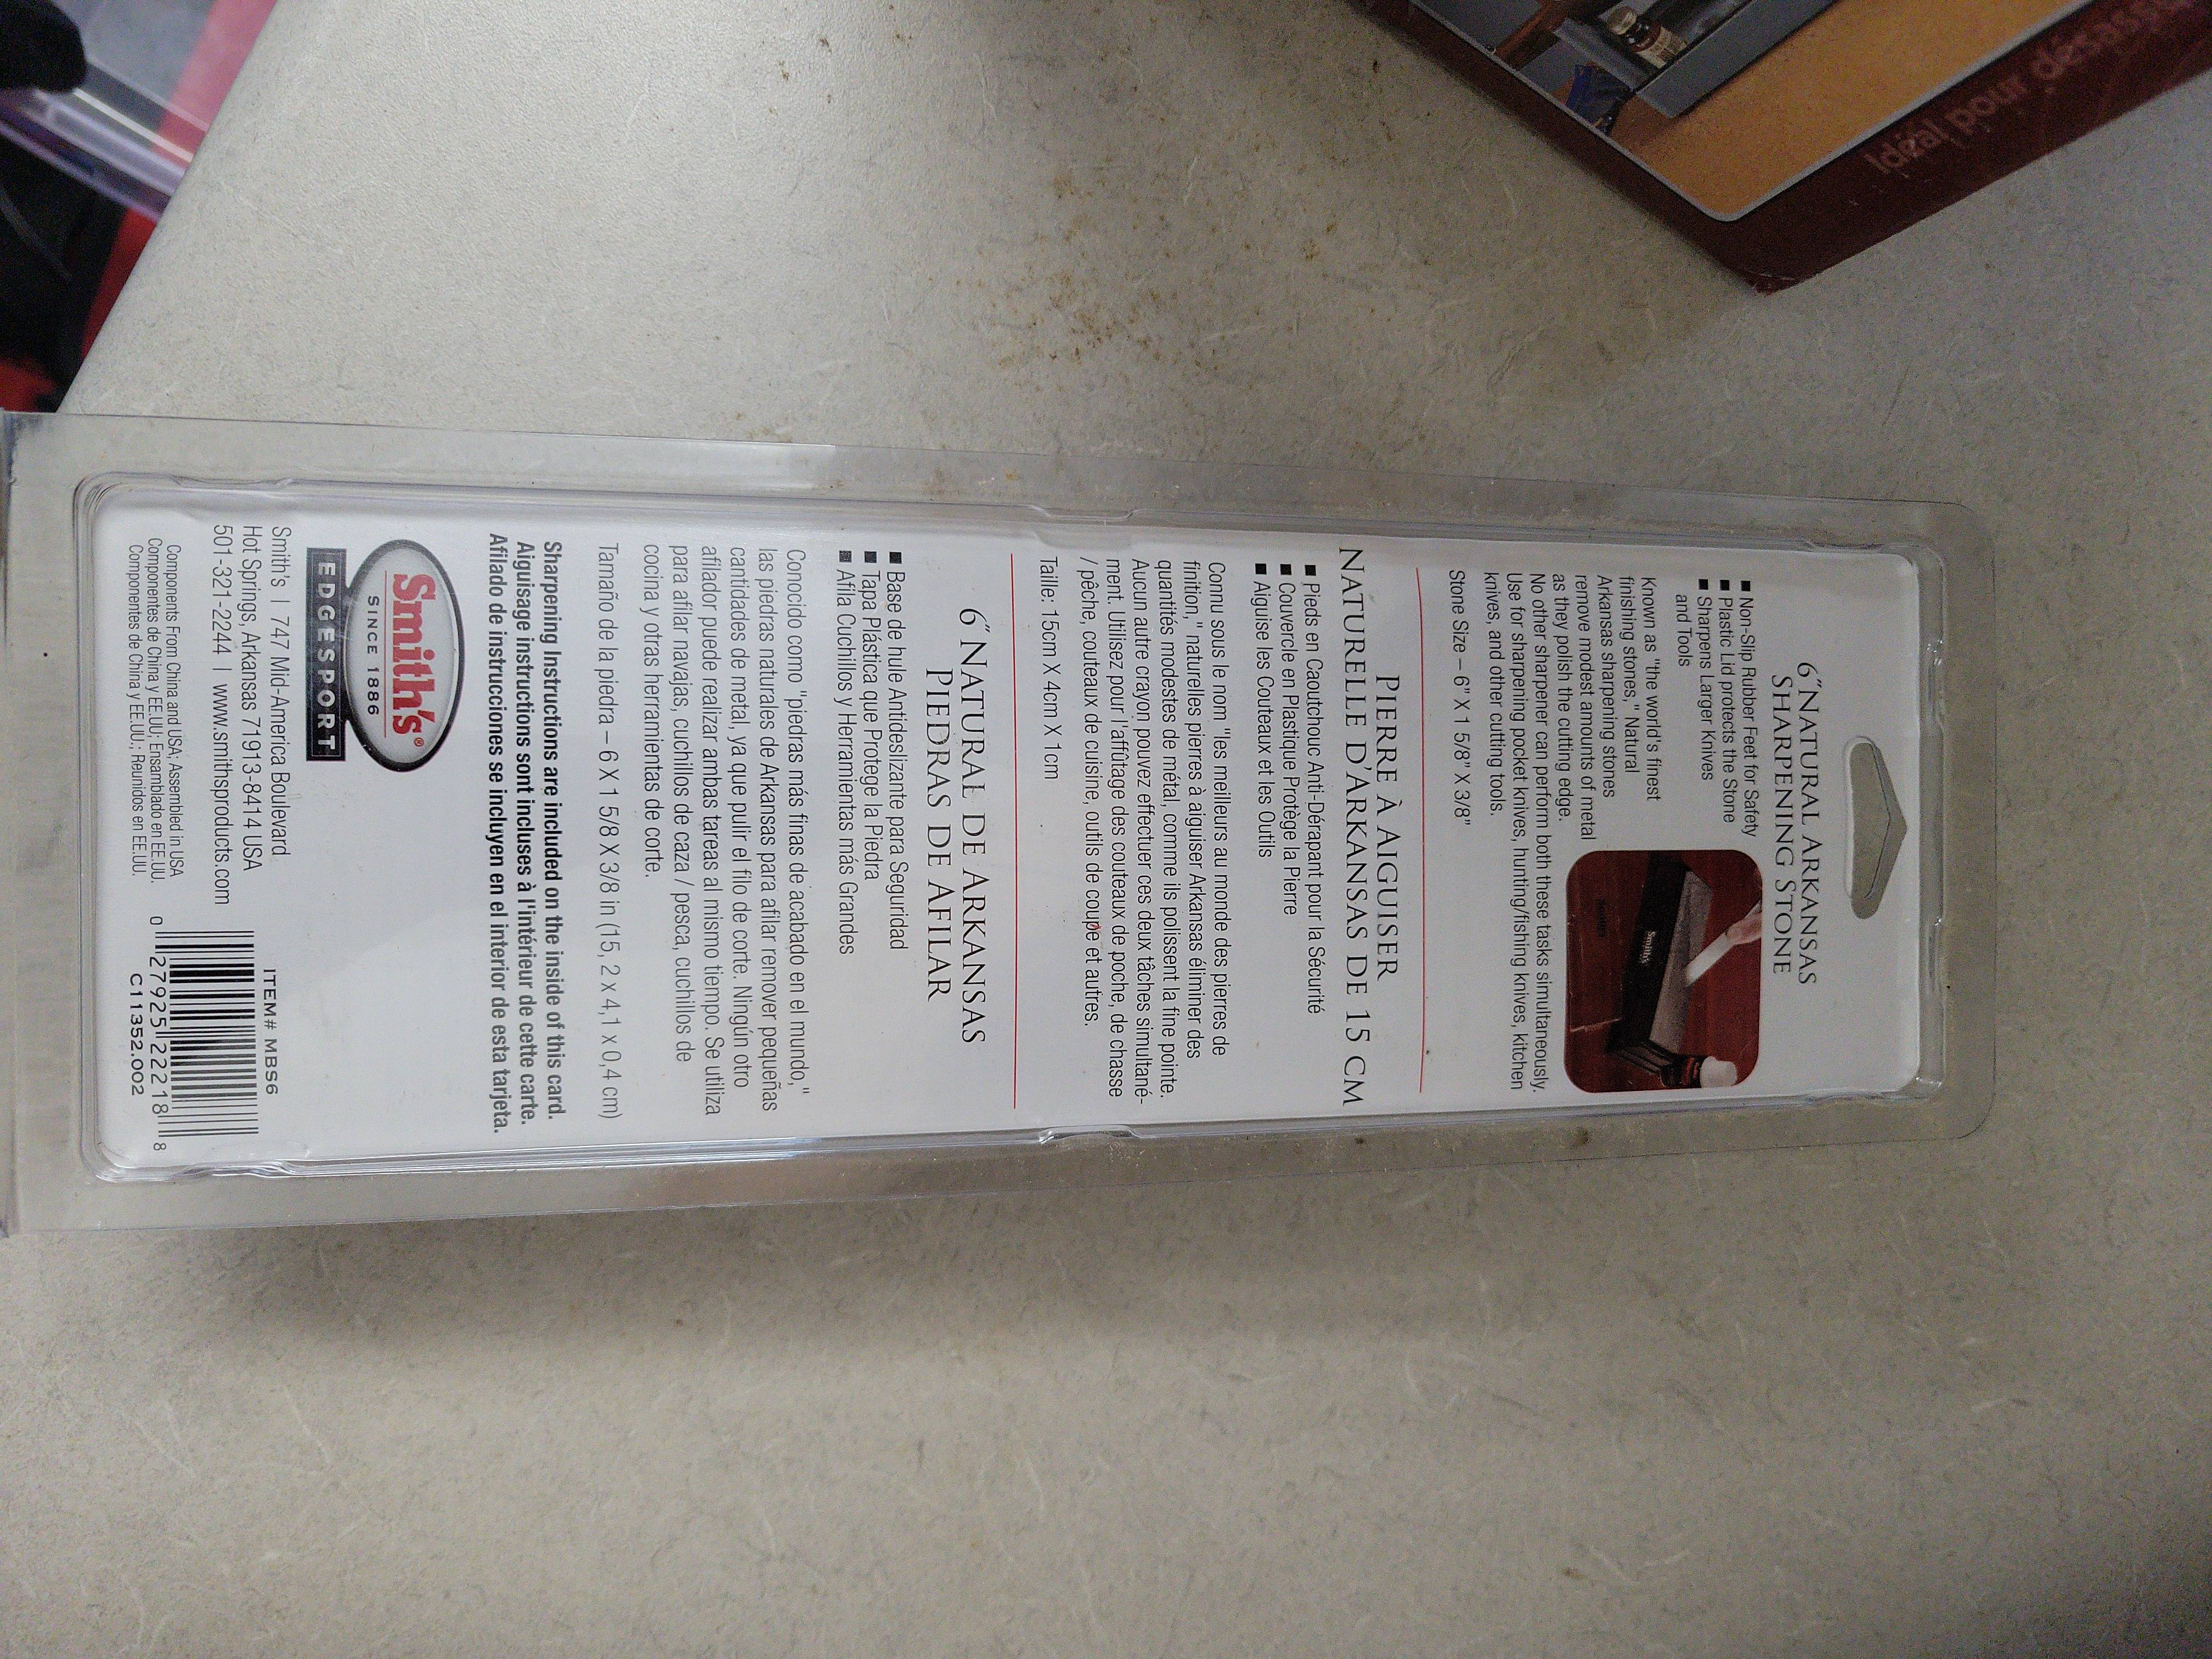 6" NATURAL ARKANSAS
SHARPENING STONE
■ Non-Slip Rubber Feet for Safety
■ Plastic Lid protects the Stone
■ Sharpens Larger Knives
and Tools
Known as "the world's finest
finishing stones," Natural
Arkansas sharpening stones
remove modest amounts of metal
as they polish the cutting edge.
No other sharpener can perform both these tasks simultaneously.
Use for sharpening pocket knives, hunting/fishing knives, kitchen
knives, and other cutting tools.
Stone Size – 6" X 1 5/8" X 3/8"
Smith's
PIERRE À AIGUISER
NATURELLE D'ARKANSAS DE 15 CM
■ Pieds en Caoutchouc Anti-Dérapant pour la Sécurité
■ Couvercle en Plastique Protège la Pierre
■ Aiguise les Couteaux et les Outils
Connu sous le nom "les meilleurs au monde des pierres de
finition," naturelles pierres à aiguiser Arkansas éliminer des
quantités modestes de métal, comme ils polissent la fine pointe.
Aucun autre crayon pouvez effectuer ces deux tâches simultané-
ment. Utilisez pour l'affûtage des couteaux de poche, de chasse
/ pêche, couteaux de cuisine, outils de coupe et autres.
Taille: 15cm X 4cm X 1cm
6" NATURAL DE ARKANSAS
PIEDRAS DE AFILAR
■ Base de hule Antideslizante para Seguridad
■ Tapa Plástica que Protege la Piedra
■ Afila Cuchillos y Herramientas más Grandes
Conocido como "piedras más finas de acabado en el mundo,"
las piedras naturales de Arkansas para afilar remover pequeñas
cantidades de metal, ya que pulir el filo de corte. Ningún otro
afilador puede realizar ambas tareas al mismo tiempo. Se utiliza
para afilar navajas, cuchillos de caza / pesca, cuchillos de
cocina y otras herramientas de corte.
Tamaño de la piedra – 6 X 1 5/8 X 3/8 in (15, 2 x 4,1 x 0,4 cm)
Sharpening Instructions are included on the inside of this card.
Aiguisage instructions sont incluses à l'intérieur de cette carte.
Afilado de instrucciones se incluyen en el interior de esta tarjeta.
Smith's®
SINCE 1886
EDGESPORT
Smith's | 747 Mid-America Boulevard
Hot Springs, Arkansas 71913-8414 USA
501-321-2244 | www.smithsproducts.com
Components From China and USA; Assembled in USA
Componentes de China y EE.UU; Ensamblado en EE.UU.
Componentes de China y EE.UU.; Reunidos en EE.UU.
ITEM# MBS6
0 27925 22218 8
C11352.002
Idéal pour